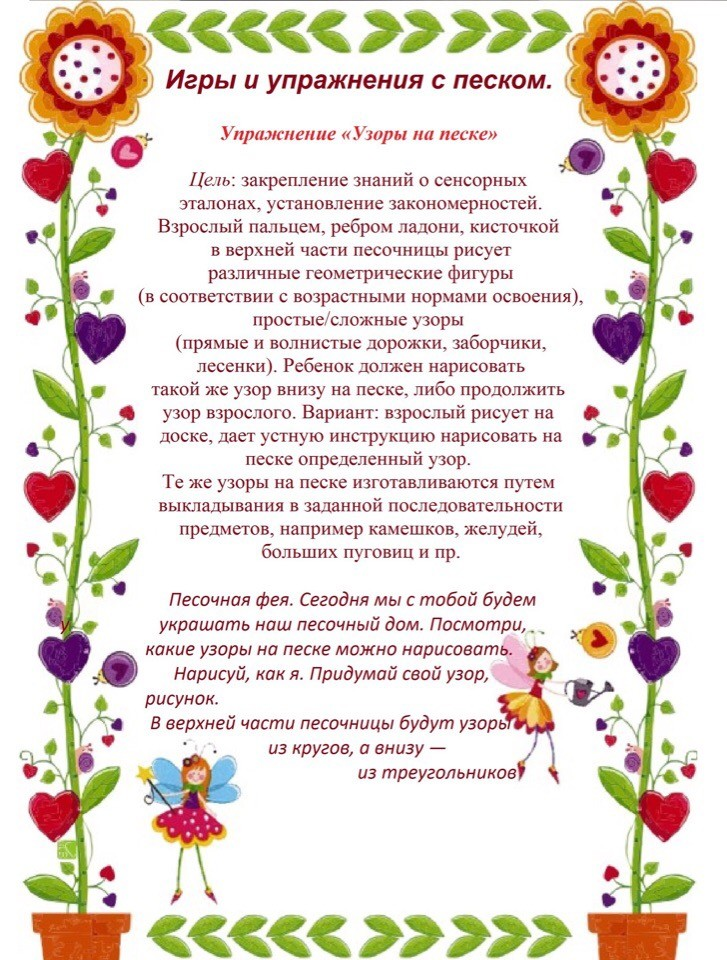 Игры и упражнения с песком.
Упражнение «Узоры на песке»
Цель: закрепление знаний о сенсорных
эталонах, установление закономерностей.
Взрослый пальцем, ребром ладони, кисточкой
в верхней части песочницы рисует
различные геометрические фигуры
(в соответствии с возрастными нормами освоения),
простые/сложные узоры
(прямые и волнистые дорожки, заборчики,
лесенки). Ребенок должен нарисовать
такой же узор внизу на песке, либо продолжить
узор взрослого. Вариант: взрослый рисует на
доске, дает устную инструкцию нарисовать на
песке определенный узор.
Те же узоры на песке изготавливаются путем
выкладывания в заданной последовательности
предметов, например камешков, желудей,
больших пуговиц и пр.
Песочная фея. Сегодня мы с тобой будем
у украшать наш песочный дом. Посмотри,
какие узоры на песке можно нарисовать.
Нарисуй, как я. Придумай свой узор,
рисунок.
В верхней части песочницы будут узоры
из кругов, а внизу —
из треугольников